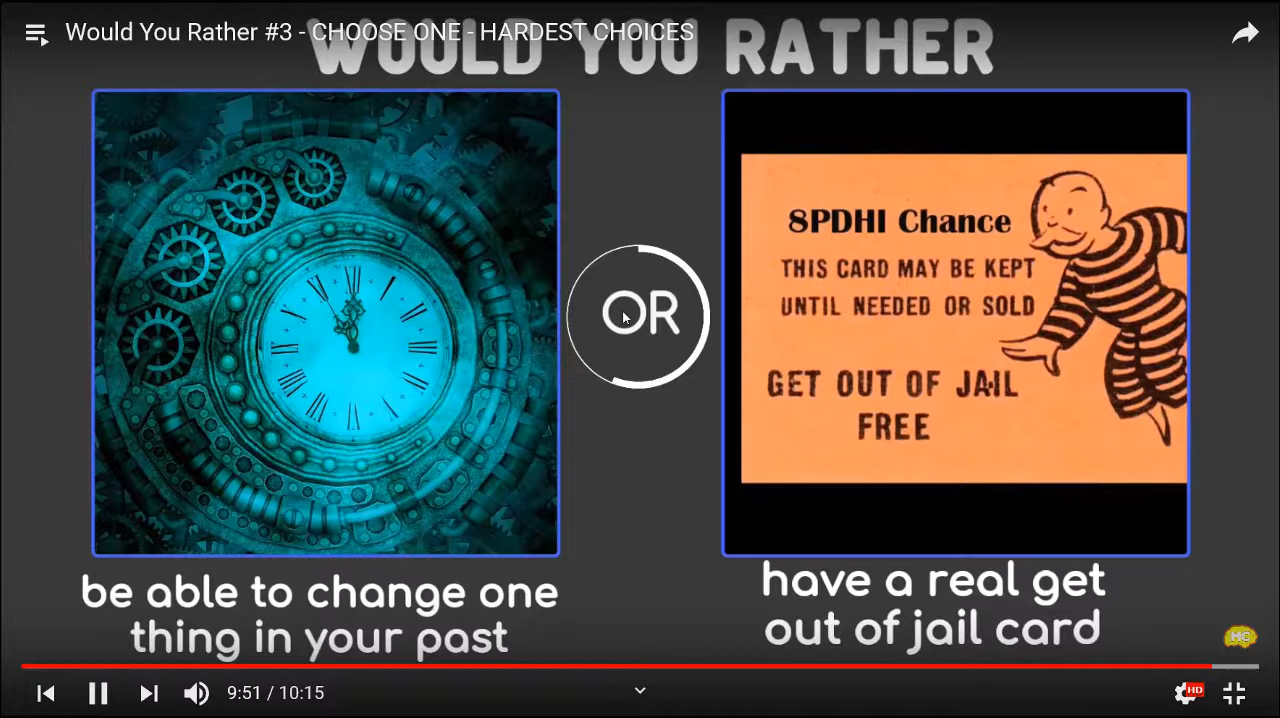 Would You Rather #3 - CHOOSE ONE - HARDEST CHOICES
WOULD YOU RATHER
8PDHI Chance
THIS CARD MAY BE KEPT
UNTIL NEEDED OR SOLD
GET OUT OF JAIL
FREE
OR
be able to change one
thing in your past
have a real get
out of jail card
MC
9:51 / 10:15
HD